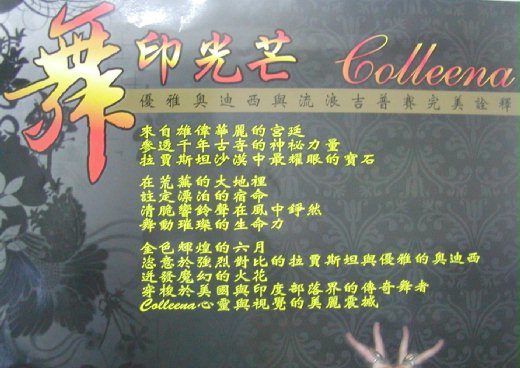 舞印光芒 Colleena
優雅奧迪西與流浪吉普賽完美詮釋
來自雄偉華麗的宮廷
參透千年古寺的神祕力量
拉賈斯坦沙漠中最耀眼的寶石
在荒蕪的大地裡
註定漂泊的宿命
清脆響鈴聲在風中錚然
舞動璀璨的生命力
金色輝煌的六月
恣意於強烈對比的拉賈斯坦與優雅的奧迪西
迸發魔幻的火花
穿梭於美國與印度部落界的傳奇舞者
Colleena心靈與視覺的美麗震撼